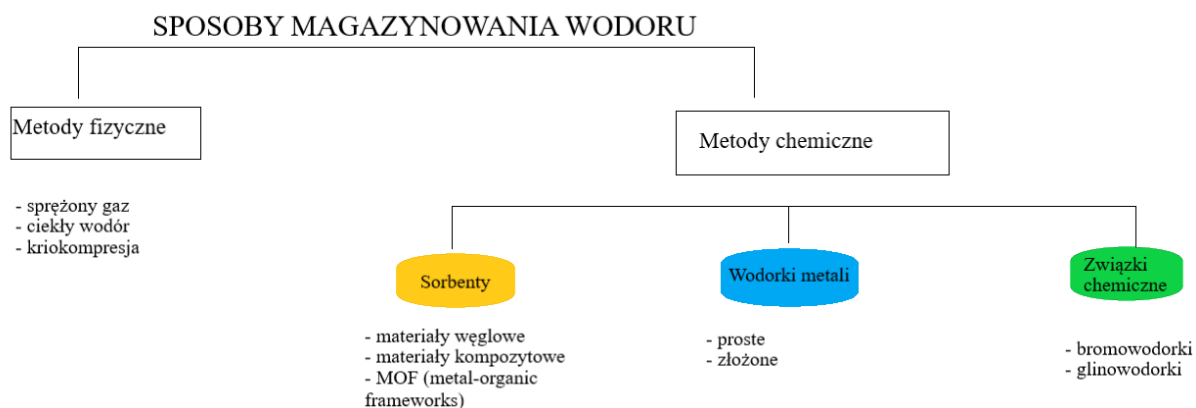 SPOSOBY MAGAZYNOWANIA WODORU
Metody fizyczne
- sprężony gaz
- ciekły wodór
- kriokompresja
Metody chemiczne
Sorbenty
- materiały węglowe
- materiały kompozytowe
- MOF (metal-organic
frameworks)
Wodorki metali
- proste
- złożone
Związki
chemiczne
- bromowodorki
- glinowodorki